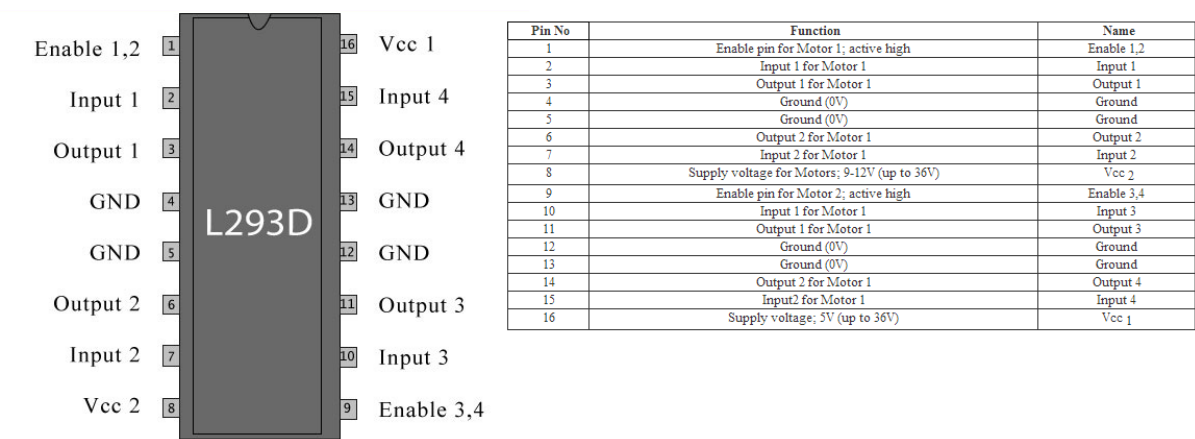 Enable 1,2 1 16 Vcc 1
Input 1 2 15 Input 4
Output 1 3 14 Output 4
GND 4 13 GND
L293D
GND 5 12 GND
Output 2 6 11 Output 3
Input 2 7 10 Input 3
Vcc 2 8 9 Enable 3,4
Pin No Function Name
1 Enable pin for Motor 1; active high Enable 1,2
2 Input 1 for Motor 1 Input 1
3 Output 1 for Motor 1 Output 1
4 Ground (0V) Ground
5 Ground (0V) Ground
6 Output 2 for Motor 1 Output 2
7 Input 2 for Motor 1 Input 2
8 Supply voltage for Motors; 9-12V (up to 36V) Vcc 2
9 Enable pin for Motor 2; active high Enable 3,4
10 Input 1 for Motor 1 Input 3
11 Output 1 for Motor 1 Output 3
12 Ground (0V) Ground
13 Ground (0V) Ground
14 Output 2 for Motor 1 Output 4
15 Input2 for Motor 1 Input 4
16 Supply voltage; 5V (up to 36V) Vcc 1